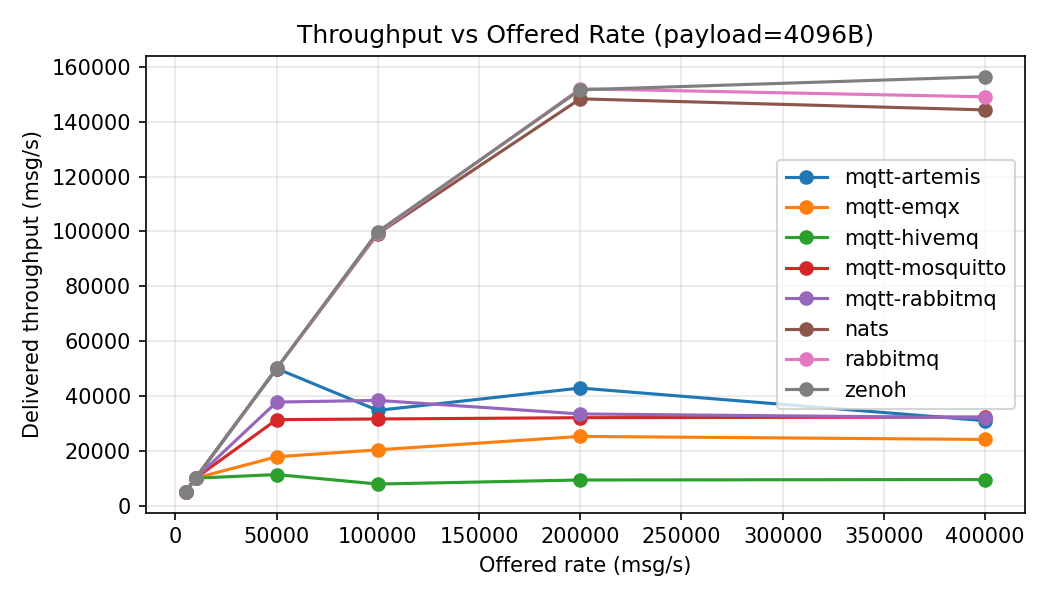 Throughput vs Offered Rate (payload=4096B)
Delivered throughput (msg/s)
160000
140000
120000
100000
80000
60000
40000
20000
0
mqtt-artemis
mqtt-emqx
mqtt-hivemq
mqtt-mosquitto
mqtt-rabbitmq
nats
rabbitmq
zenoh
0 50000 100000 150000 200000 250000 300000 350000 400000
Offered rate (msg/s)